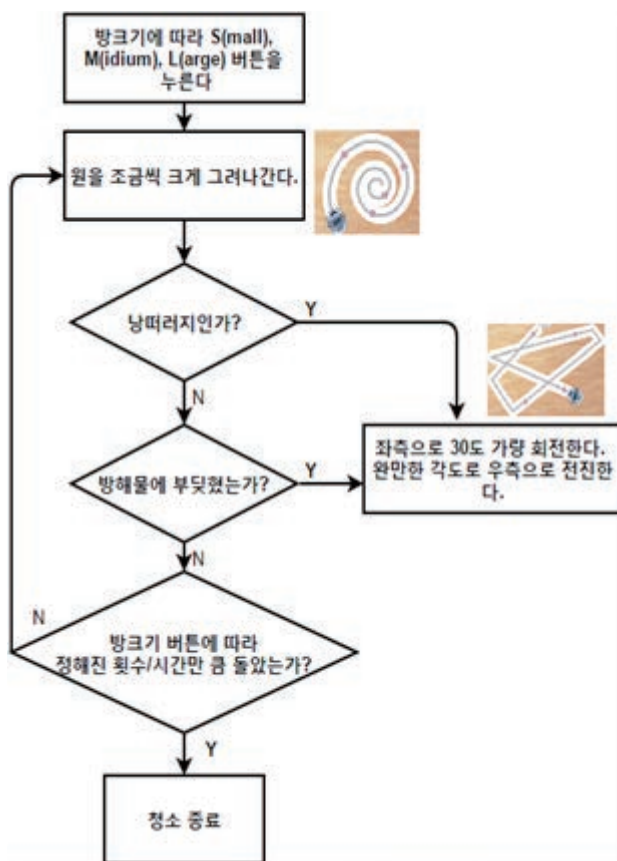 방크기에 따라 S(mall),
M(idium), L(arge) 버튼을
누른다
원을 조금씩 크게 그려나간다.
낭떠러지인가?
Y
N
방해물에 부딪혔는가?
Y
좌측으로 30도 가량 회전한다.
완만한 각도로 우측으로 전진한
다.
N
N
방크기 버튼에 따라
정해진 횟수/시간만 큼 돌았는가?
Y
청소 종료